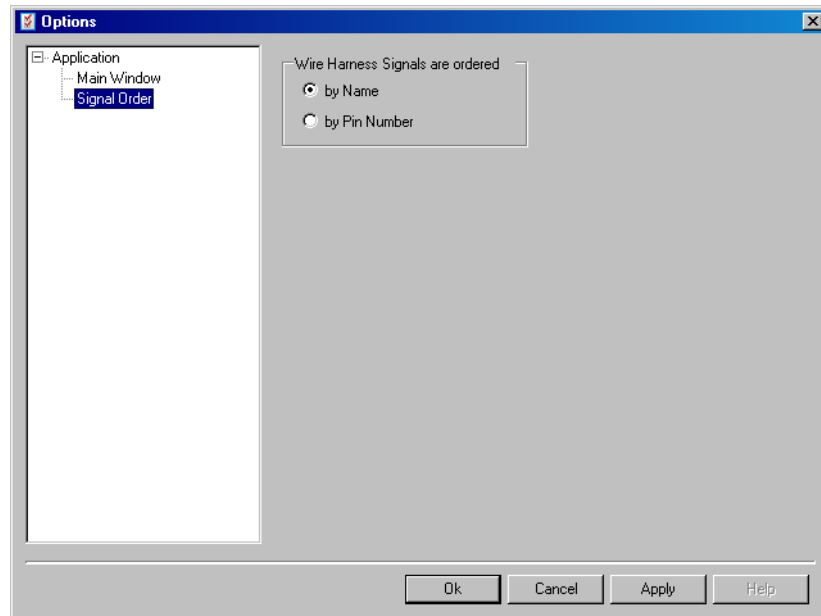 Options
Application
Main Window
Signal Order
Wire Harness Signals are ordered
by Name
by Pin Number
Ok
Cancel
Apply
Help